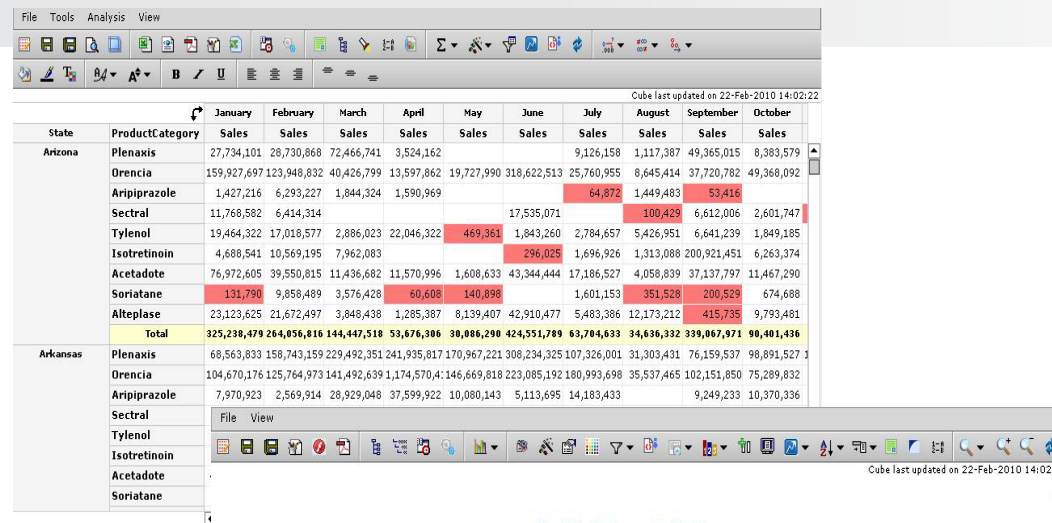 File Tools Analysis View
Cube last updated on 22-Feb-2010 14:02:22
January February March April May June July August September October
State ProductCategory Sales Sales Sales Sales Sales Sales Sales Sales Sales Sales
Arizona Plenaxis 27,734,101 28,730,868 72,466,741 3,524,162 9,126,158 1,117,387 49,365,015 8,383,579
Orencia 159,927,697 123,948,832 40,426,799 13,597,862 19,727,990 318,622,513 25,760,955 8,645,414 37,720,782 49,368,092
Aripiprazole 1,427,216 6,293,227 1,844,324 1,590,969 64,872 1,449,483 53,416
Sectral 11,768,582 6,414,314 17,535,071 100,429 6,612,006 2,601,747
Tylenol 19,464,322 17,018,577 2,886,023 22,046,322 469,361 1,843,260 2,784,657 5,426,951 6,641,239 1,849,185
Isotretinoin 4,688,541 10,569,195 7,962,083 296,025 1,696,926 1,313,088 200,921,451 6,263,374
Acetadote 76,972,605 39,550,815 11,436,682 11,570,996 1,608,633 43,344,444 17,186,527 4,058,839 37,137,797 11,467,290
Soriatane 131,790 9,858,489 3,576,428 60,608 140,898 1,601,153 351,528 200,529 674,688
Alteplase 23,123,625 21,672,497 3,848,438 1,285,387 8,139,407 42,910,477 5,483,386 12,173,212 415,735 9,793,481
Total 325,238,479 264,056,816 144,447,518 53,676,306 30,086,290 424,551,789 63,704,633 34,636,332 339,067,971 90,401,436
Arkansas Plenaxis 68,563,833 158,743,159 229,492,351 241,935,817 170,967,221 308,234,325 107,326,001 31,303,431 76,159,537 98,891,527
Orencia 104,670,176 125,764,973 141,492,639 1,174,570,4 146,669,818 223,085,192 180,993,698 35,537,465 102,151,850 75,289,832
Aripiprazole 7,970,923 2,569,914 28,929,048 37,599,922 10,080,143 5,113,695 14,183,433 9,249,233 10,370,336
Sectral
Tylenol
Isotretinoin
Acetadote
Soriatane
File View
Cube last updated on 22-Feb-2010 14:02